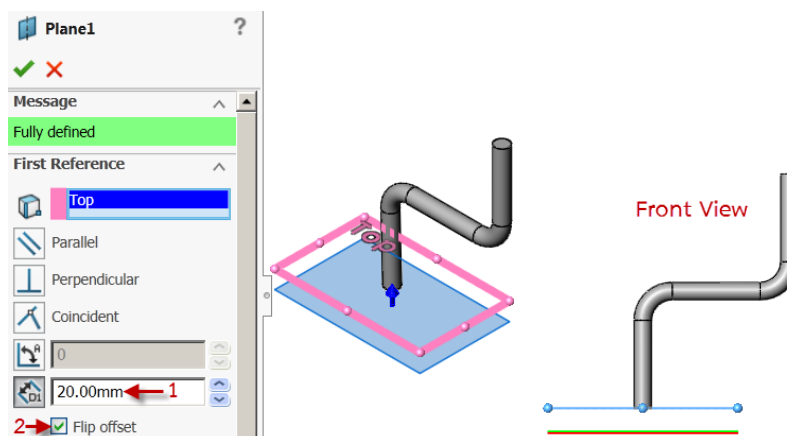 Plane1 ?
Message
Fully defined
First Reference
Top
Parallel
Perpendicular
Coincident
0
20.00mm 1
2 Flip offset
Top
Front View